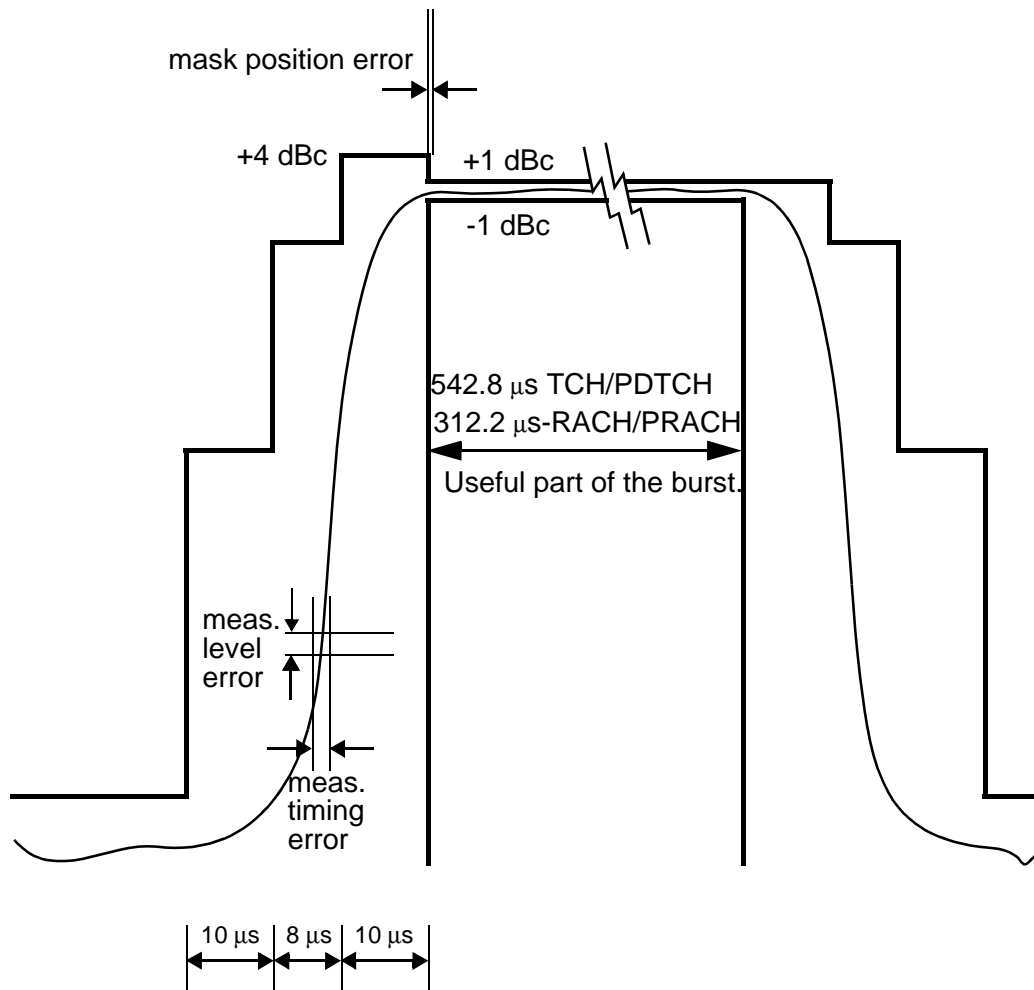 mask position error
+4 dBc
+1 dBc
-1 dBc
542.8 μs TCH/PDTCH
312.2 μs-RACH/PRACH
Useful part of the burst.
meas.
level
error
meas.
timing
error
10 μs
8 μs
10 μs